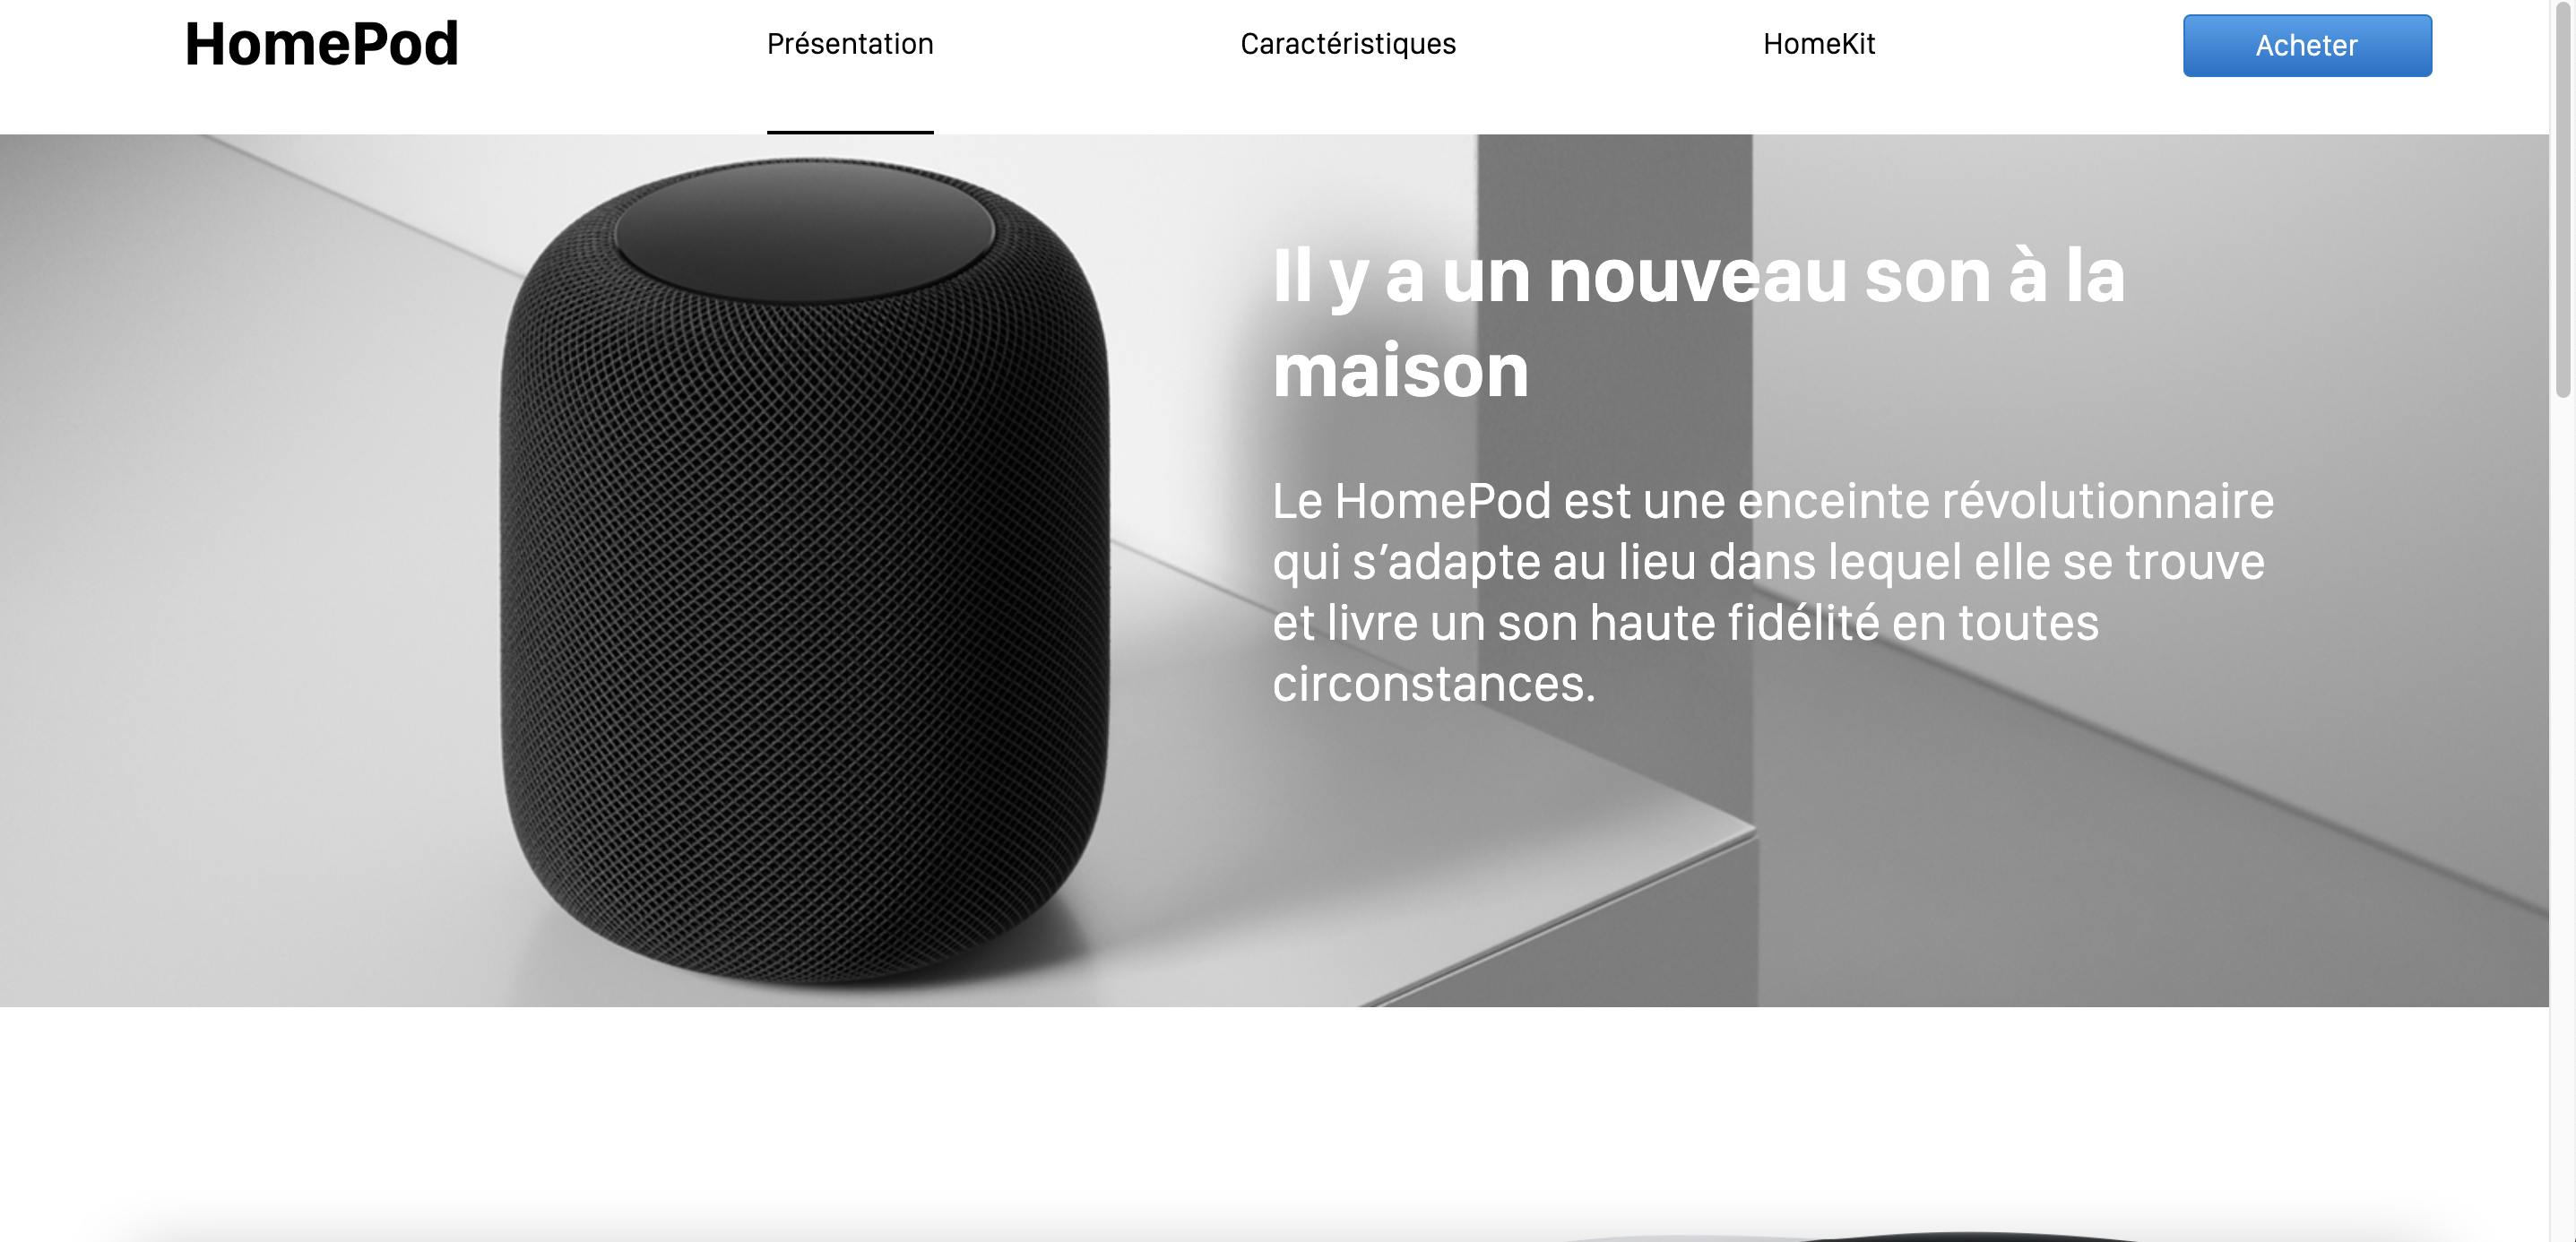 HomePod
Présentation
Caractéristiques
HomeKit
Acheter
Il y a un nouveau son à la
maison
Le HomePod est une enceinte révolutionnaire
qui s’adapte au lieu dans lequel elle se trouve
et livre un son haute fidélité en toutes
circonstances.